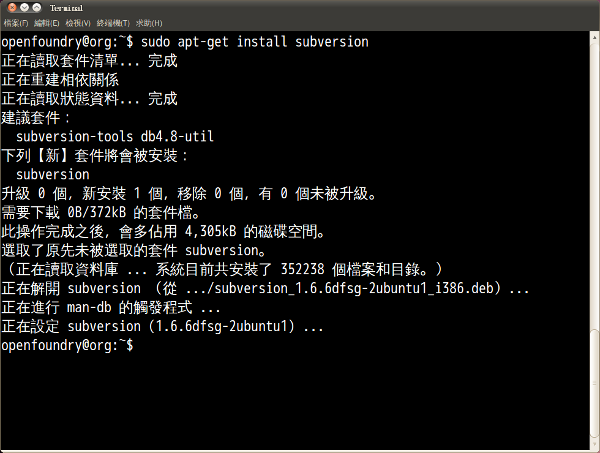 Terminal
檔案(F) 編輯(E) 檢視(V) 終端機(T) 求助(H)
openfoundry@org:~$ sudo apt-get install subversion
正在讀取套件清單... 完成
正在重建相依關係
正在讀取狀態資料... 完成
建議套件：
  subversion-tools db4.8-util
下列【新】套件將會被安裝：
  subversion
升級 0 個, 新安裝 1 個, 移除 0 個, 有 0 個未被升級。
需要下載 0B/372kB 的套件檔。
此操作完成之後, 會多佔用 4,305kB 的磁碟空間。
選取了原先未被選取的套件 subversion。
（正在讀取資料庫 ... 系統目前共安裝了 352238 個檔案和目錄。）
正在解開 subversion （從 .../subversion_1.6.6dfsg-2ubuntu1_i386.deb）...
正在進行 man-db 的觸發程式 ...
正在設定 subversion（1.6.6dfsg-2ubuntu1）...
openfoundry@org:~$